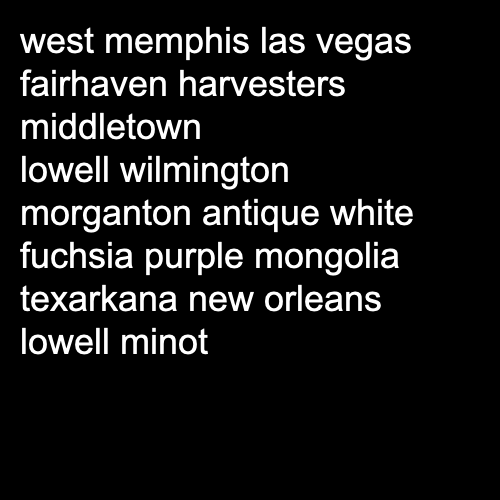 west memphis las vegas
fairhaven harvesters
middletown
lowell wilmington
morganton antique white
fuchsia purple mongolia
texarkana new orleans
lowell minot